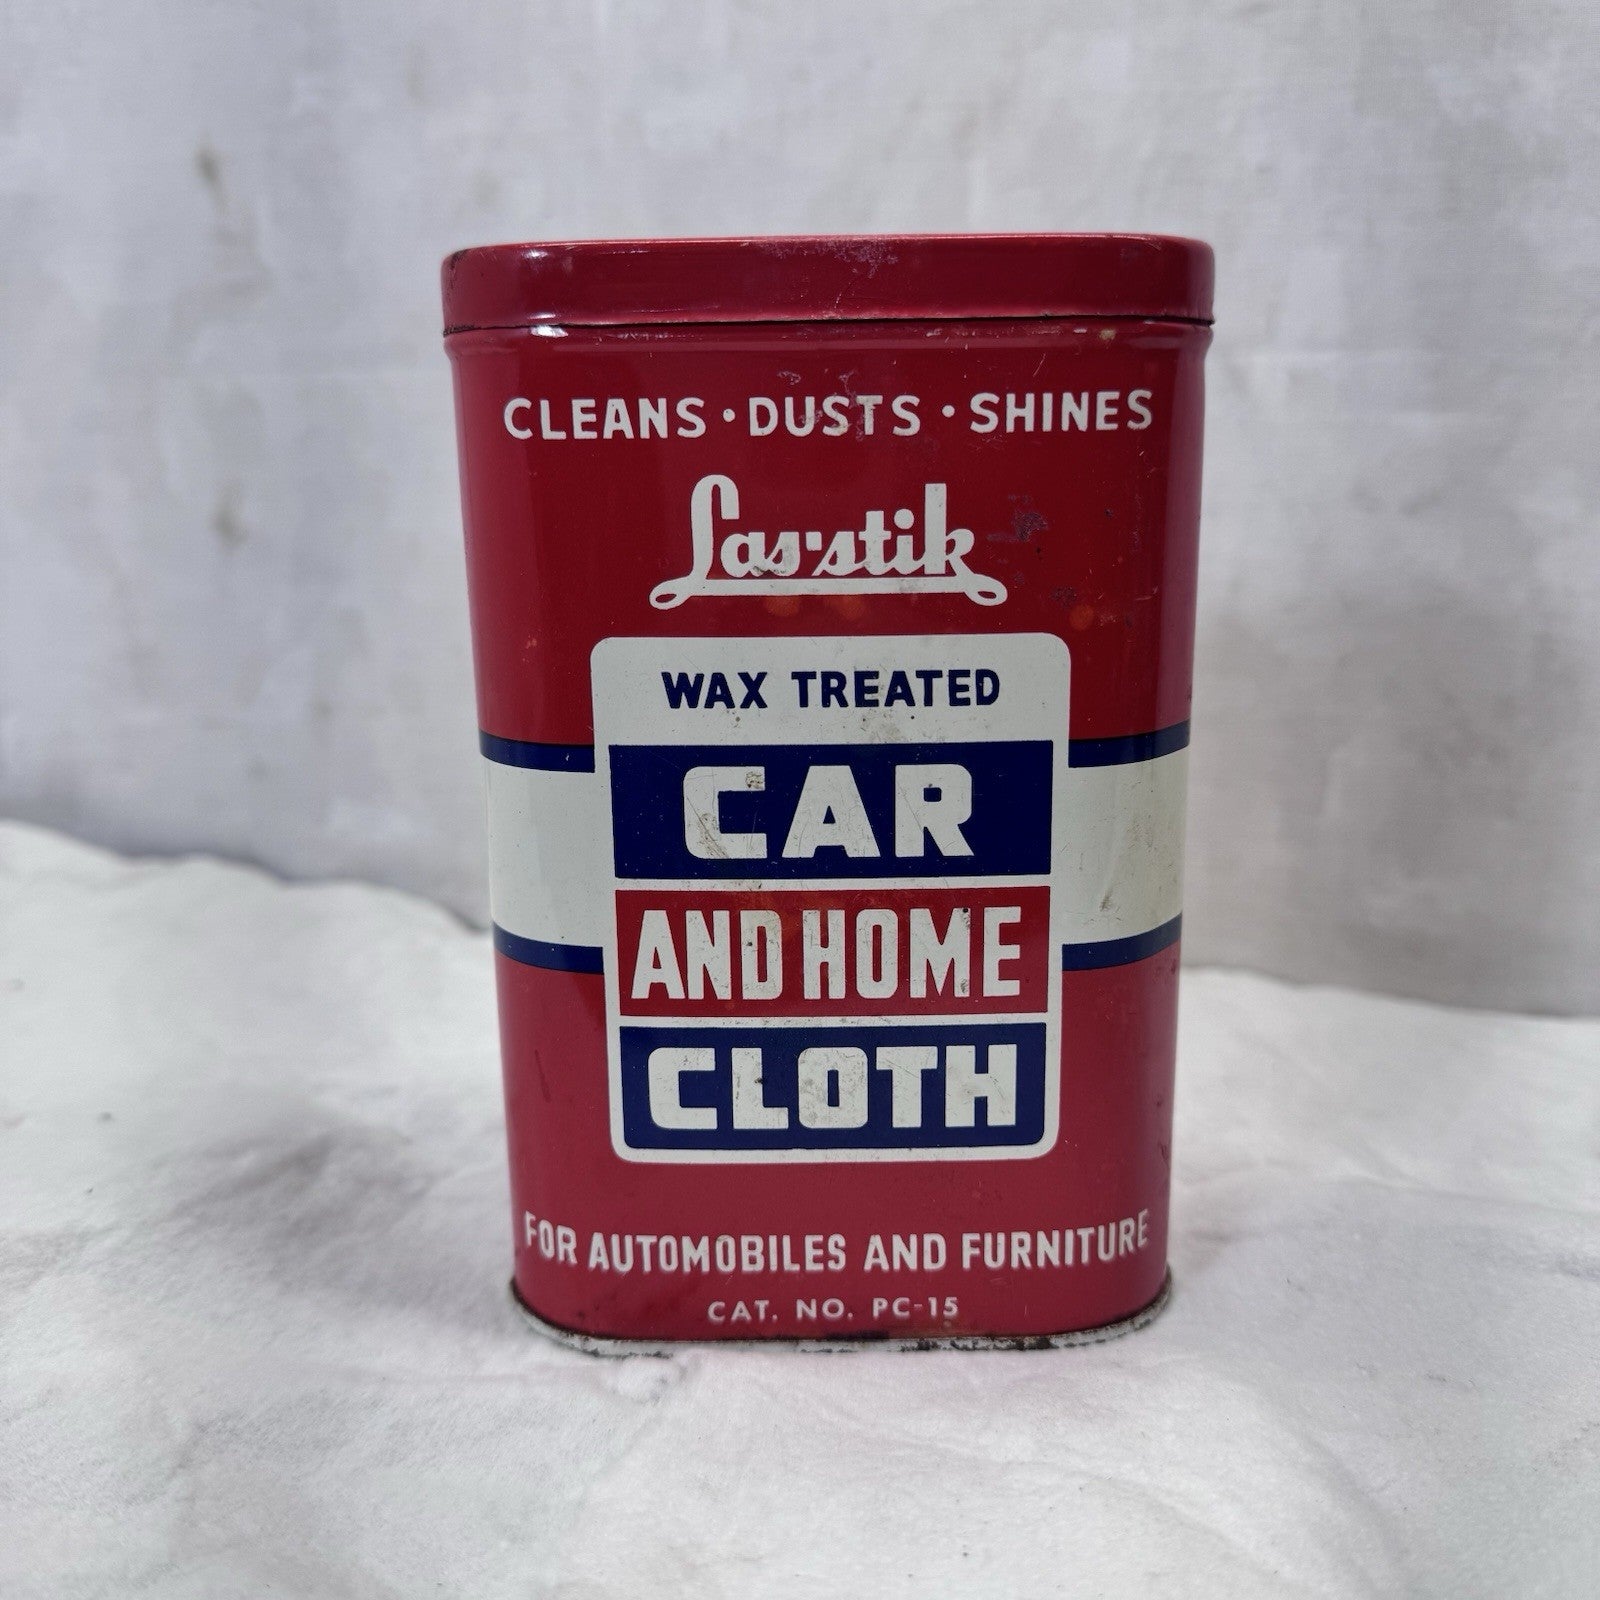 CLEANS · DUSTS · SHINES
Las-stik
WAX TREATED
CAR
AND HOME
CLOTH
FOR AUTOMOBILES AND FURNITURE
CAT. NO. PC-15